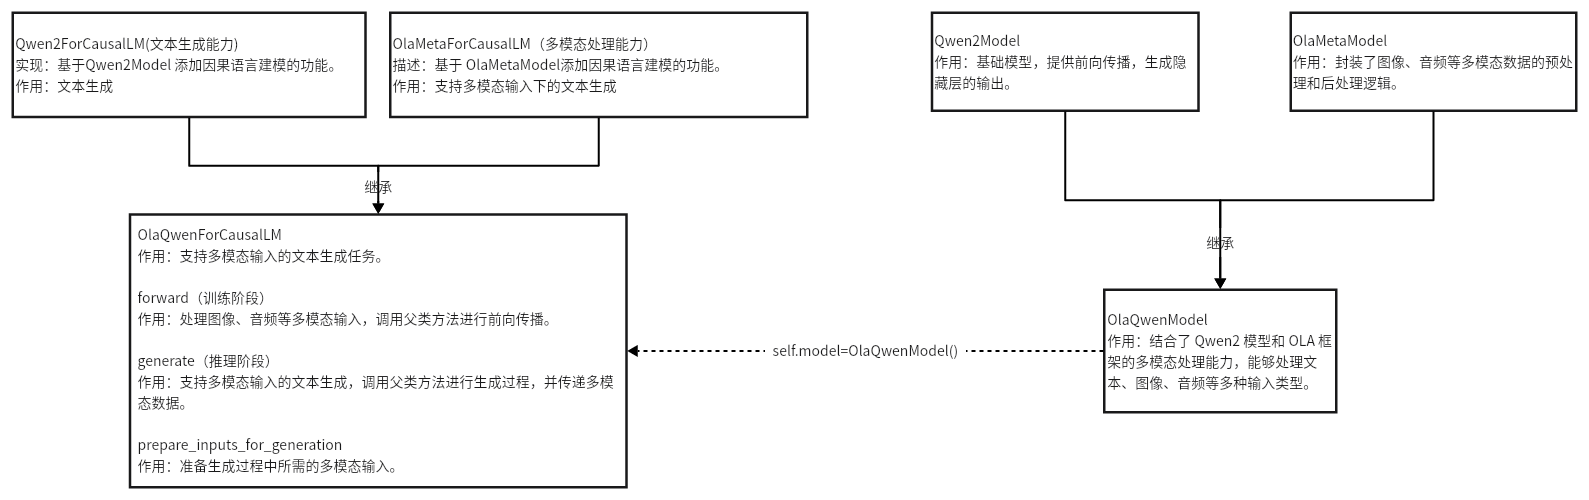 Qwen2ForCausalLM(文本生成能力)
实现：基于Qwen2Model 添加因果语言建模的功能。
作用：文本生成
OlaMetaForCausalLM（多模态处理能力）
描述：基于 OlaMetaModel添加因果语言建模的功能。
作用：支持多模态输入下的文本生成
Qwen2Model
作用：基础模型，提供前向传播，生成隐
藏层的输出。
OlaMetaModel
作用：封装了图像、音频等多模态数据的预处
理和后处理逻辑。
继承
继承
OlaQwenForCausalLM
作用：支持多模态输入的文本生成任务。
forward（训练阶段）
作用：处理图像、音频等多模态输入，调用父类方法进行前向传播。
generate（推理阶段）
作用：支持多模态输入的文本生成，调用父类方法进行生成过程，并传递多模
态数据。
prepare_inputs_for_generation
作用：准备生成过程中所需的多模态输入。
self.model=OlaQwenModel()
OlaQwenModel
作用：结合了 Qwen2 模型和 OLA 框
架的多模态处理能力，能够处理文
本、图像、音频等多种输入类型。